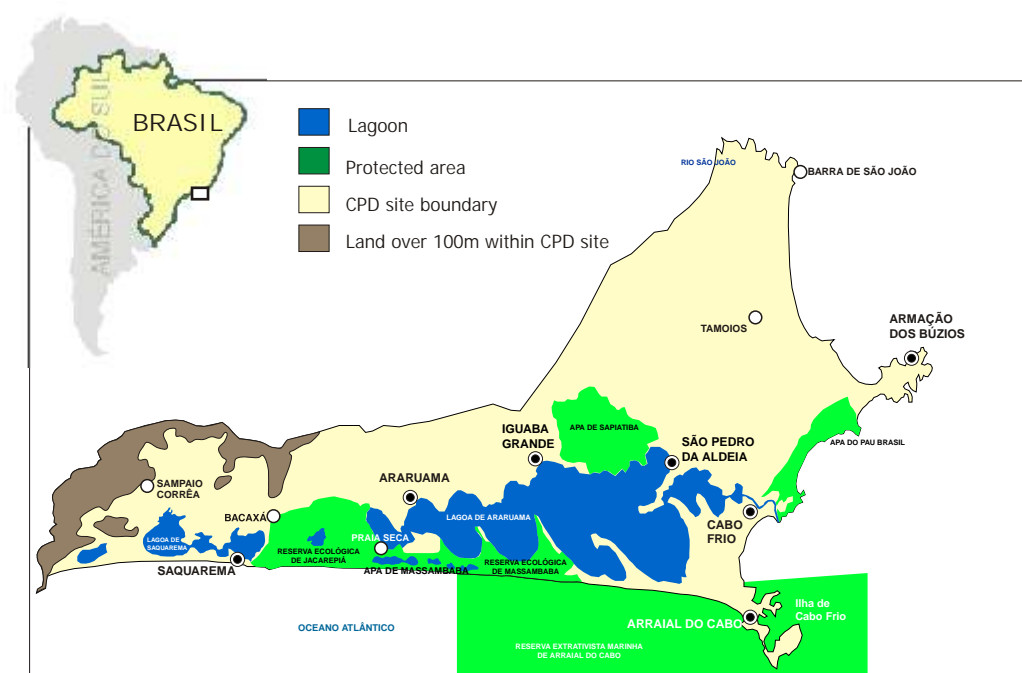 AMÉRICA DO SUL
BRASIL
Lagoon
Protected area
CPD site boundary
Land over 100m within CPD site
RIO SÃO JOÃO
BARRA DE SÃO JOÃO
TAMOIOS
ARMAÇÃO
DOS BÚZIOS
APA DE SAPIATIBA
IGUABA
GRANDE
SÃO PEDRO
DA ALDEIA
APA DO PAU BRASIL
SAMPAIO
CORRÊA
ARARUAMA
BACAXÁ
LAGOA DE ARARUAMA
CABO
FRIO
LAGOA DE
SAQUAREMA
PRAIA SECA
RESERVA ECOLÓGICA
DE JACAREPIÁ
RESERVA ECOLÓGICA
DE MASSAMBABA
SAQUAREMA
APA DE MASSAMBABA
Ilha de
Cabo Frio
OCEANO ATLÂNTICO
ARRAIAL DO CABO
RESERVA EXTRATIVISTA MARINHA
DE ARRAIAL DO CABO